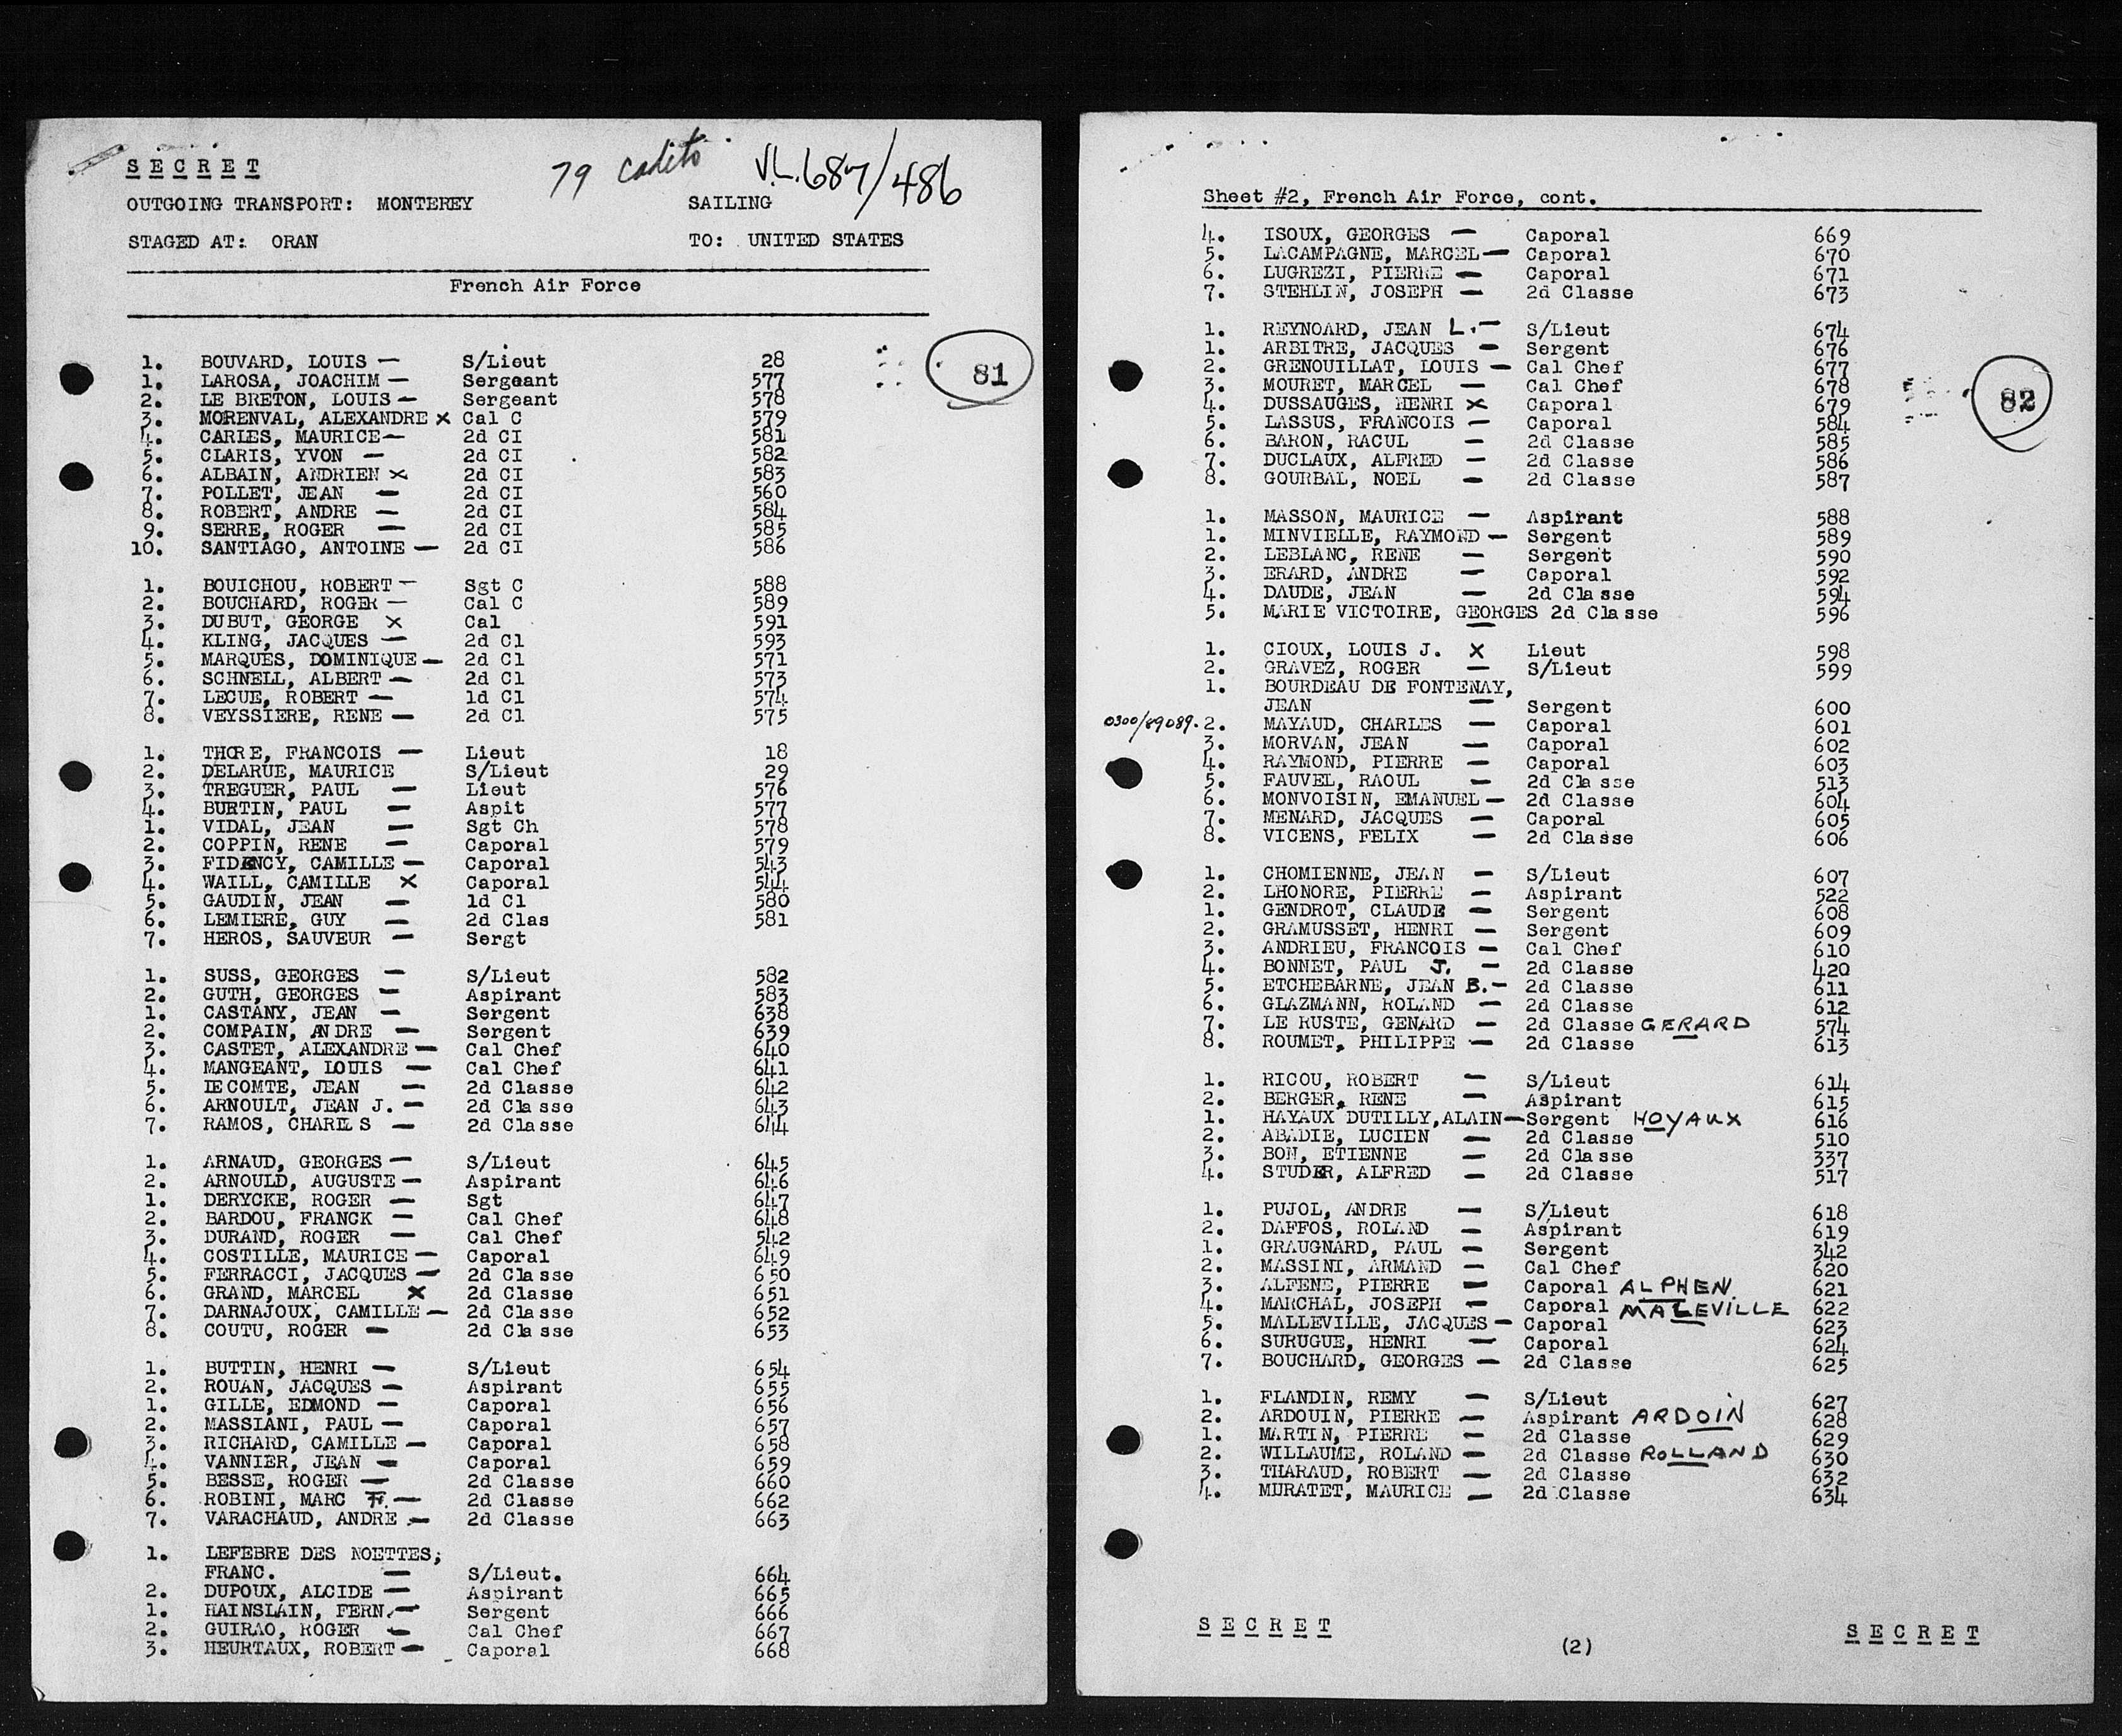 SECRET
79 cadets V.L.687/486
OUTGOING TRANSPORT: MONTEREY SAILING
STAGED AT: ORAN TO: UNITED STATES
French Air Force
81
1. BOUVARD, LOUIS — S/Lieut 28
1. LAROSA, JOACHIM — Sergeant 577
2. LE BRETON, LOUIS — Sergeant 578
3. MORENVAL, ALEXANDRE X Cal C 579
4. CARLES, MAURICE — 2d CI 581
5. CLARIS, YVON — 2d CI 582
6. ALBAIN, ANDRIEN X 2d CI 583
7. POLLET, JEAN — 2d CI 560
8. ROBERT, ANDRE — 2d CI 584
9. SERRE, ROGER — 2d CI 585
10. SANTIAGO, ANTOINE — 2d CI 586
1. BOUICHOU, ROBERT — Sgt C 588
2. BOUCHARD, ROGER — Cal C 589
3. DUBUT, GEORGE X Cal 591
4. KLING, JACQUES — 2d Cl 593
5. MARQUES, DOMINIQUE — 2d Cl 571
6. SCHNELL, ALBERT — 2d Cl 573
7. LECUE, ROBERT — 1d Cl 574
8. VEYSSIERE, RENE — 2d Cl 575
1. THORE, FRANCOIS — Lieut 18
2. DELARUE, MAURICE S/Lieut 29
3. TREGUER, PAUL — Lieut 576
4. BURTIN, PAUL — Aspit 577
1. VIDAL, JEAN — Sgt Ch 578
2. COPPIN, RENE — Caporal 579
3. FIDENCY, CAMILLE — Caporal 543
4. WAILL, CAMILLE X Caporal 544
5. GAUDIN, JEAN — 1d Cl 580
6. LEMIERE, GUY — 2d Clas 581
7. HEROS, SAUVEUR — Sergt
1. SUSS, GEORGES — S/Lieut 582
2. GUTH, GEORGES — Aspirant 583
1. CASTANY, JEAN — Sergent 638
2. COMPAIN, ANDRE — Sergent 639
3. CASTET, ALEXANDRE — Cal Chef 640
4. MANGEANT, LOUIS — Cal Chef 641
5. LECOMTE, JEAN — 2d Classe 642
6. ARNOULT, JEAN J. — 2d Classe 643
7. RAMOS, CHARLES — 2d Classe 644
1. ARNAUD, GEORGES — S/Lieut 645
2. ARNOULD, AUGUSTE — Aspirant 646
1. DERYCKE, ROGER — Sgt 647
2. BARDOU, FRANCK — Cal Chef 648
3. DURAND, ROGER — Cal Chef 542
4. COSTILLE, MAURICE — Caporal 649
5. FERRACCI, JACQUES — 2d Classe 650
6. GRAND, MARCEL X 2d Classe 651
7. DARNAJOUX, CAMILLE — 2d Classe 652
8. COUTU, ROGER — 2d Classe 653
1. BUTTIN, HENRI — S/Lieut 654
2. ROUAN, JACQUES — Aspirant 655
1. GILLE, EDMOND — Caporal 656
2. MASSIANI, PAUL — Caporal 657
3. RICHARD, CAMILLE — Caporal 658
4. VANNIER, JEAN — Caporal 659
5. BESSE, ROGER — 2d Classe 660
6. ROBINI, MARC F. — 2d Classe 662
7. VARACHAUD, ANDRE — 2d Classe 663
1. LEFEBRE DES NOETTES,
FRANC. — S/Lieut. 664
2. DUPOUX, ALCIDE — Aspirant 665
1. HAINSLAIN, FERN. — Sergent 666
2. GUIRAO, ROGER — Cal Chef 667
3. HEURTAUX, ROBERT — Caporal 668
Sheet #2, French Air Force, cont.
82
4. ISOUX, GEORGES — Caporal 669
5. LACAMPAGNE, MARCEL — Caporal 670
6. LUGREZI, PIERRE — Caporal 671
7. STEHLIN, JOSEPH — 2d Classe 673
1. REYNOARD, JEAN L. — S/Lieut 674
1. ARBITRE, JACQUES — Sergent 676
2. GRENOUILLAT, LOUIS — Cal Chef 677
3. MOURET, MARCEL — Cal Chef 678
4. DUSSAUGES, HENRI X Caporal 679
5. LASSUS, FRANCOIS — Caporal 584
6. BARON, RACUL — 2d Classe 585
7. DUCLAUX, ALFRED — 2d Classe 586
8. GOURBAL, NOEL — 2d Classe 587
1. MASSON, MAURICE — Aspirant 588
1. MINVIELLE, RAYMOND — Sergent 589
2. LEBLANC, RENE — Sergent 590
3. ERARD, ANDRE — Caporal 592
4. DAUDE, JEAN — 2d Classe 594
5. MARIE VICTOIRE, GEORGES 2d Classe 596
1. CIOUX, LOUIS J. X Lieut 598
2. GRAVEZ, ROGER — S/Lieut 599
1. BOURDEAU DE FONTENAY,
JEAN — Sergent 600
0300/89089. 2. MAYAUD, CHARLES — Caporal 601
3. MORVAN, JEAN — Caporal 602
4. RAYMOND, PIERRE — Caporal 603
5. FAUVEL, RAOUL — 2d Classe 513
6. MONVOISIN, EMANUEL — 2d Classe 604
7. MENARD, JACQUES — Caporal 605
8. VICENS, FELIX — 2d Classe 606
1. CHOMIENNE, JEAN — S/Lieut 607
2. LHONORE, PIERRE — Aspirant 522
1. GENDROT, CLAUDE — Sergent 608
2. GRAMUSSET, HENRI — Sergent 609
3. ANDRIEU, FRANCOIS — Cal Chef 610
4. BONNET, PAUL J. — 2d Classe 420
5. ETCHEBARNE, JEAN B. — 2d Classe 611
6. GLAZMANN, ROLAND — 2d Classe 612
7. LE RUSTE, GENARD — 2d Classe GERARD 574
8. ROUMET, PHILIPPE — 2d Classe 613
1. RICOU, ROBERT — S/Lieut 614
2. BERGER, RENE — Aspirant 615
1. HAYAUX DUTILLY, ALAIN — Sergent HOYAUX 616
2. ABADIE, LUCIEN — 2d Classe 510
3. BON, ETIENNE — 2d Classe 337
4. STUDER, ALFRED — 2d Classe 517
1. PUJOL, ANDRE — S/Lieut 618
2. DAFFOS, ROLAND — Aspirant 619
1. GRAUGNARD, PAUL — Sergent 342
2. MASSINI, ARMAND — Cal Chef 620
3. ALFENE, PIERRE — Caporal ALPHEN 621
4. MARCHAL, JOSEPH — Caporal 622
5. MALLEVILLE, JACQUES — Caporal MALEVILLE 623
6. SURUGUE, HENRI — Caporal 624
7. BOUCHARD, GEORGES — 2d Classe 625
1. FLANDIN, REMY — S/Lieut 627
2. ARDOUIN, PIERRE — Aspirant ARDOIN 628
1. MARTIN, PIERRE — 2d Classe 629
2. WILLAUME, ROLAND — 2d Classe ROLLAND 630
3. THARAUD, ROBERT — 2d Classe 632
4. MURATET, MAURICE — 2d Classe 634
SECRET SECRET
(2)